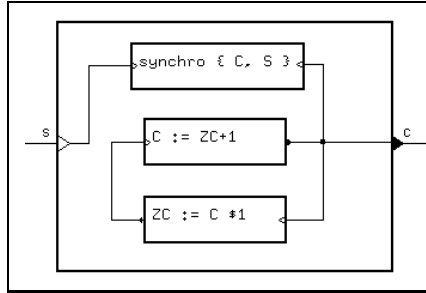 synchro { C, S }
S
C
C := ZC+1
ZC := C $1